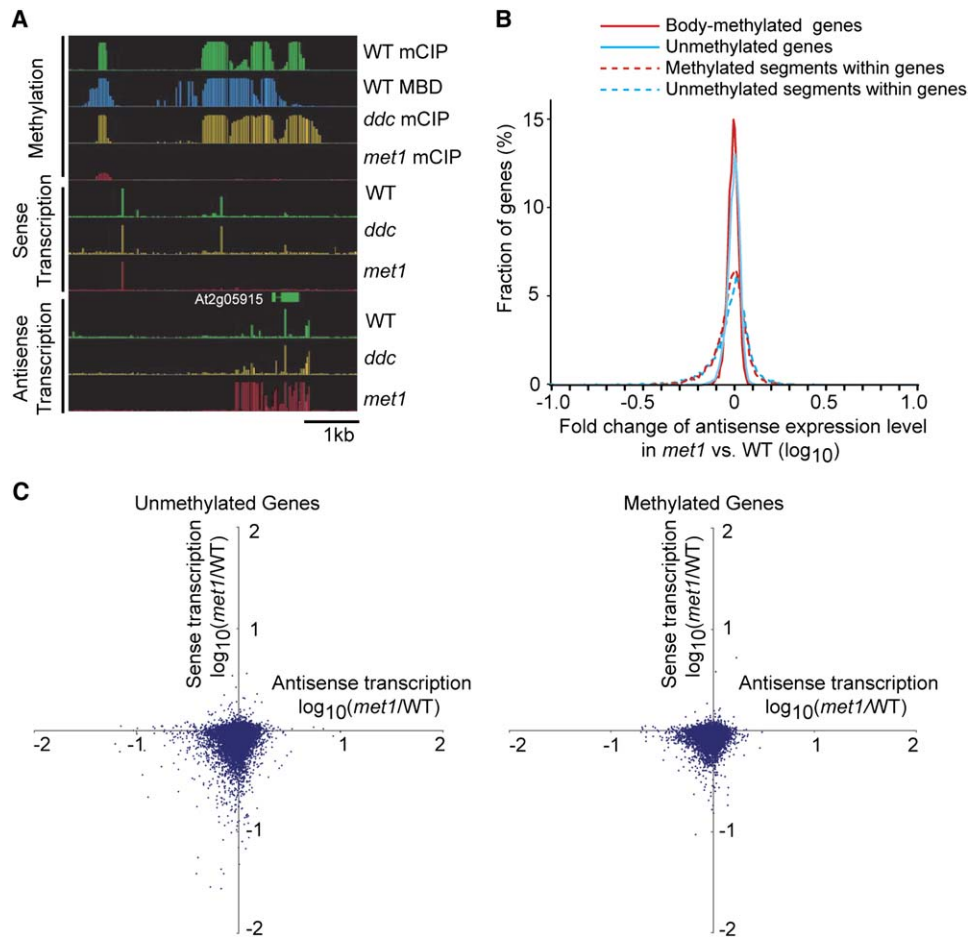 A
Methylation
WT mCIP
WT MBD
ddc mCIP
met1 mCIP
Sense
Transcription
WT
ddc
met1
Antisense
Transcription
At2g05915
WT
ddc
met1
1kb
B
Body-methylated genes
Unmethylated genes
Methylated segments within genes
Unmethylated segments within genes
Fraction of genes (%)
15
10
5
0
-1.0
-0.5
0
0.5
1.0
Fold change of antisense expression level
in met1 vs. WT (log10)
C
Unmethylated Genes
Sense transcription
log10(met1/WT)
2
1
Antisense transcription
log10(met1/WT)
-2
-1
1
2
-1
-2
Methylated Genes
Sense transcription
log10(met1/WT)
2
1
Antisense transcription
log10(met1/WT)
-2
-1
1
2
-1
-2